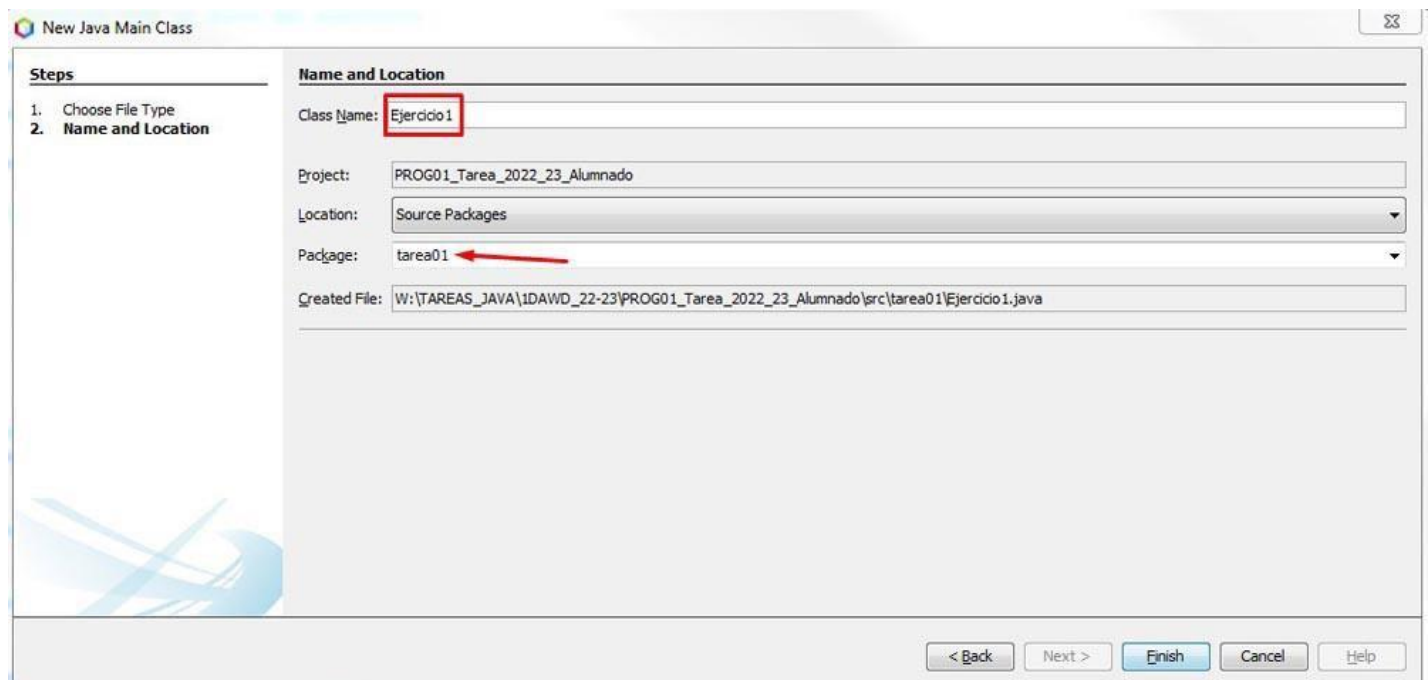 New Java Main Class
Steps
1. Choose File Type
2. Name and Location
Name and Location
Class Name: Ejercicio1
Project: PROG01_Tarea_2022_23_Alumnado
Location: Source Packages
Package: tarea01
Created File: W:\TAREAS_JAVA\1DAWD_22-23\PROG01_Tarea_2022_23_Alumnado\src\tarea01\Ejercicio1.java
< Back Next > Finish Cancel Help